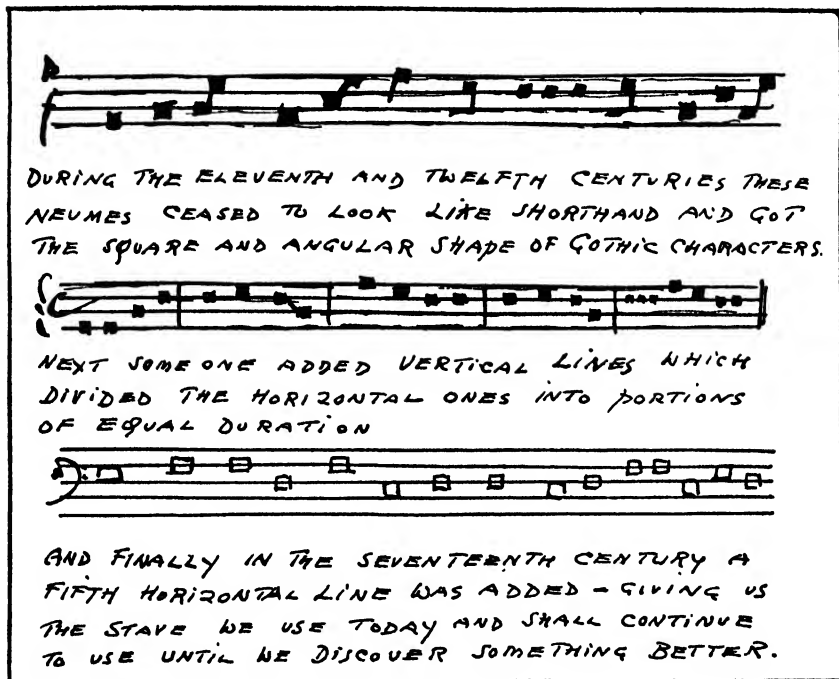 DURING THE ELEVENTH AND TWELFTH CENTURIES THESE
NEUMES CEASED TO LOOK LIKE SHORTHAND AND GOT
THE SQUARE AND ANGULAR SHAPE OF GOTHIC CHARACTERS.
NEXT SOMEONE ADDED VERTICAL LINES WHICH
DIVIDED THE HORIZONTAL ONES INTO PORTIONS
OF EQUAL DURATION
AND FINALLY IN THE SEVENTEENTH CENTURY A
FIFTH HORIZONTAL LINE WAS ADDED – GIVING US
THE STAVE WE USE TODAY AND SHALL CONTINUE
TO USE UNTIL WE DISCOVER SOMETHING BETTER.